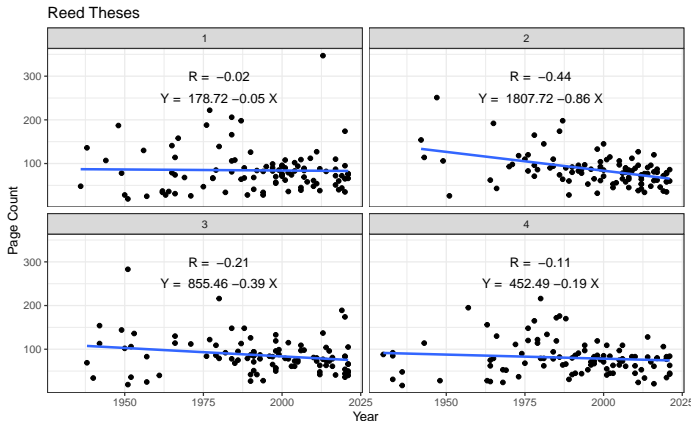 Reed Theses
1
2
R = −0.02
Y = 178.72 −0.05 X
R = −0.44
Y = 1807.72 −0.86 X
300
200
100
3
4
R = −0.21
Y = 855.46 −0.39 X
R = −0.11
Y = 452.49 −0.19 X
300
200
100
Page Count
1950
1975
2000
2025
1950
1975
2000
2025
Year